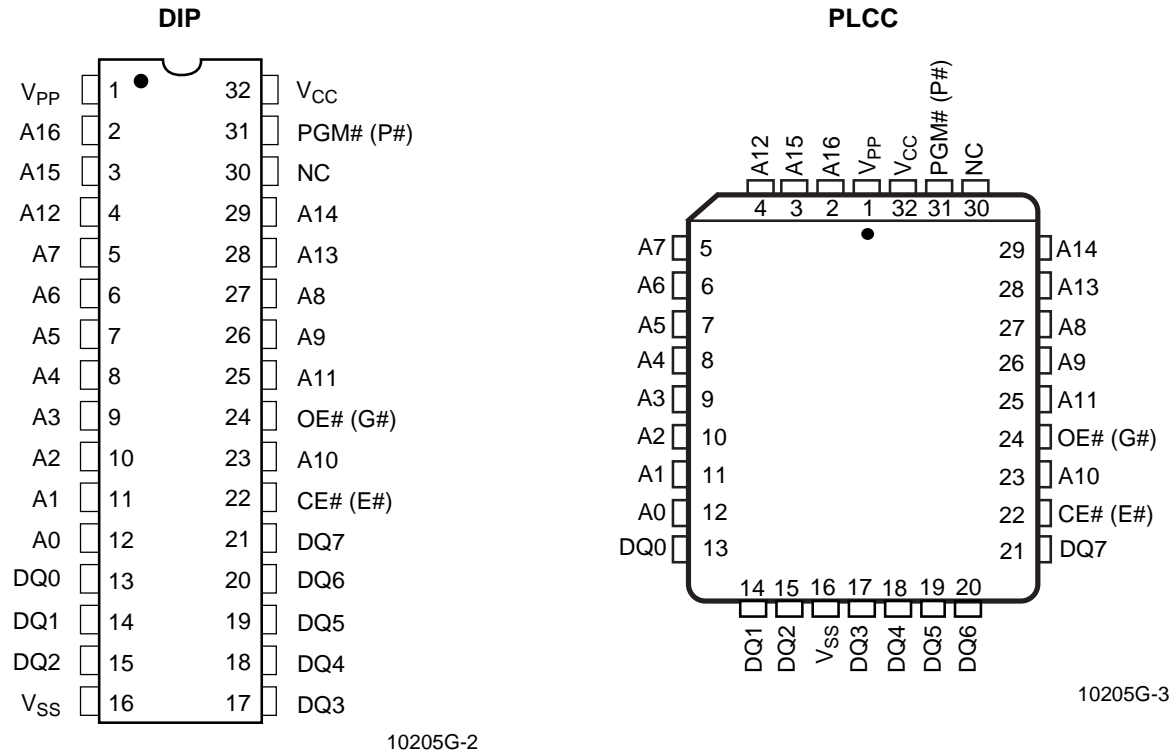 DIP
VPP 1 32 VCC
A16 2 31 PGM# (P#)
A15 3 30 NC
A12 4 29 A14
A7 5 28 A13
A6 6 27 A8
A5 7 26 A9
A4 8 25 A11
A3 9 24 OE# (G#)
A2 10 23 A10
A1 11 22 CE# (E#)
A0 12 21 DQ7
DQ0 13 20 DQ6
DQ1 14 19 DQ5
DQ2 15 18 DQ4
VSS 16 17 DQ3
10205G-2
PLCC
A12 A15 A16 VPP VCC PGM# (P#) NC
4 3 2 1 32 31 30
A7 5 29 A14
A6 6 28 A13
A5 7 27 A8
A4 8 26 A9
A3 9 25 A11
A2 10 24 OE# (G#)
A1 11 23 A10
A0 12 22 CE# (E#)
DQ0 13 21 DQ7
14 15 16 17 18 19 20
DQ1 DQ2 VSS DQ3 DQ4 DQ5 DQ6
10205G-3